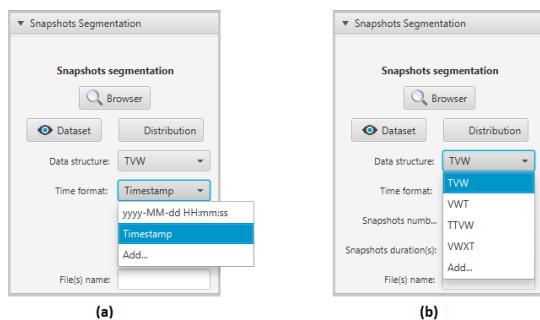 Snapshots Segmentation
Snapshots segmentation
Browser
Dataset Distribution
Data structure: TVW
Time format: Timestamp
yyyy-MM-dd HH:mm:ss
Timestamp
Add...
File(s) name:
(a)
Snapshots Segmentation
Snapshots segmentation
Browser
Dataset Distribution
Data structure: TVW
Time format: TVW
VWT
Snapshots numb... TTVW
Snapshots duration(s): VWXT
Add...
File(s) name:
(b)